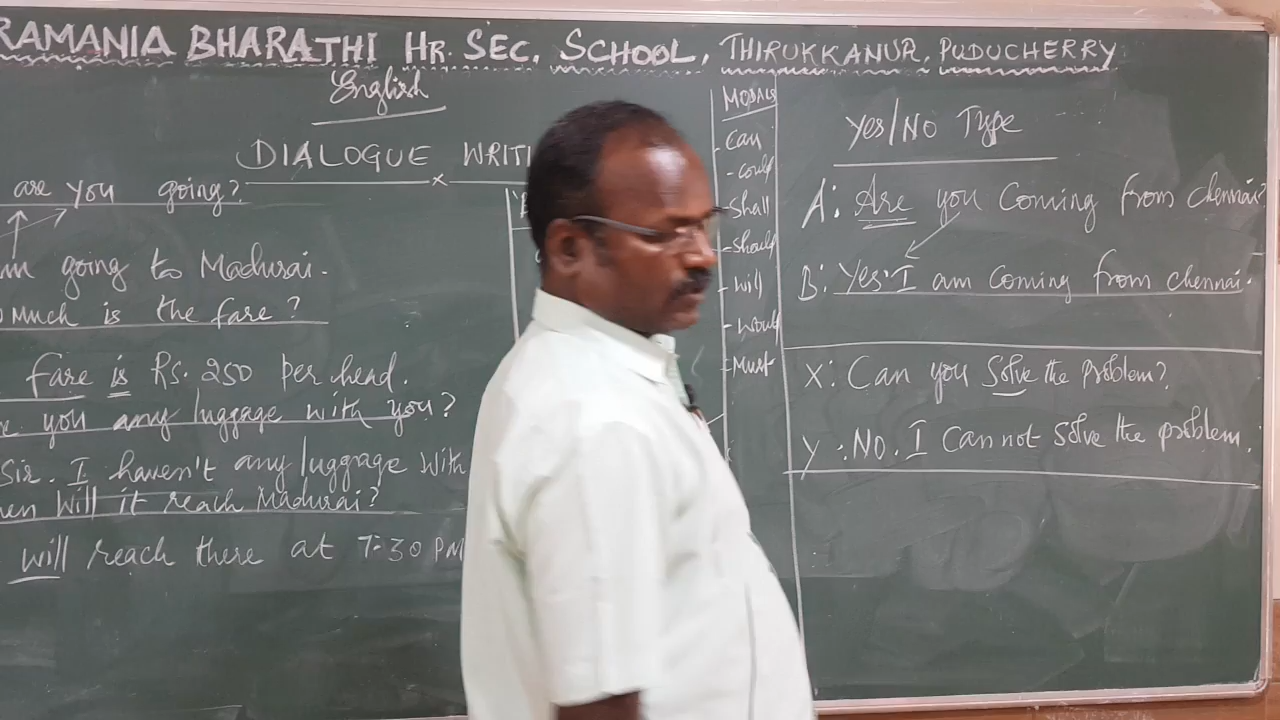 RAMANIA BHARATHI HR. SEC. SCHOOL, THIRUKKANUR, PUDUCHERRY
English
DIALOGUE WRITI
are you going?
am going to Madurai.
Much is the fare?
fare is Rs. 250 per head.
you any luggage with you?
Sir. I haven't any luggage with
will it reach Madurai?
will reach there at 7:30 PM
MODALS
Can
- could
- Shall
- Should
- Will
- Would
- Must
Yes/No Type
A: Are you Coming from Chennai?
B: Yes. I am Coming from Chennai.
X: Can you Solve the problem?
Y: No. I Can not Solve the problem.